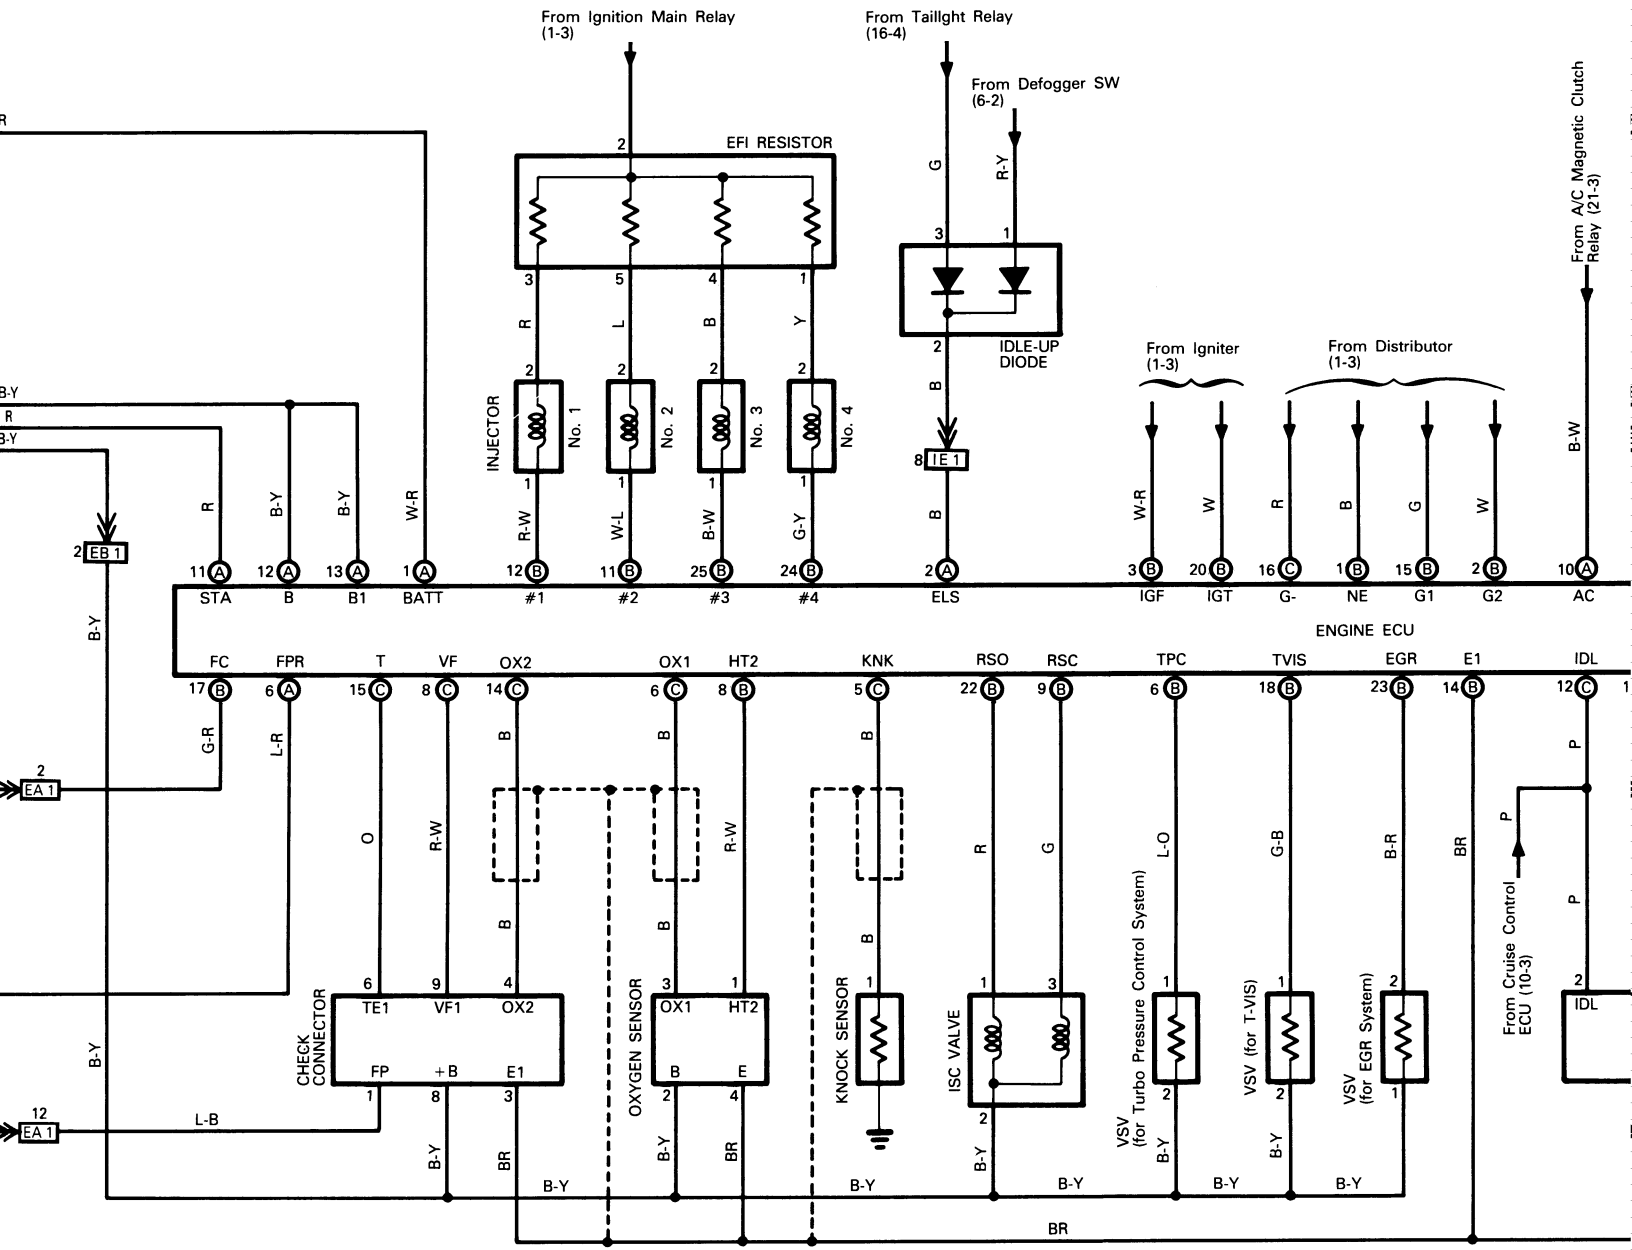 From Ignition Main Relay
(1-3)
From Taillght Relay
(16-4)
From Defogger SW
(6-2)
From A/C Magnetic Clutch
Relay (21-3)
R
2
EFI RESISTOR
G
R-Y
3
1
3
5
4
1
R
L
B
Y
2
IDLE-UP
DIODE
From Igniter
(1-3)
From Distributor
(1-3)
2
2
2
2
B
B-Y
R
B-Y
INJECTOR
No. 1
No. 2
No. 3
No. 4
B-W
8
IE 1
1
1
1
1
R
B-Y
B-Y
W-R
R-W
W-L
B-W
G-Y
B
W-R
W
R
B
G
W
2
EB 1
11
A
12
A
13
A
1
A
12
B
11
B
25
B
24
B
2
A
3
B
20
B
16
C
1
B
15
B
2
B
10
A
STA
B
B1
BATT
#1
#2
#3
#4
ELS
IGF
IGT
G-
NE
G1
G2
AC
B-Y
ENGINE ECU
FC
FPR
T
VF
OX2
OX1
HT2
KNK
RSO
RSC
TPC
TVIS
EGR
E1
IDL
17
B
6
A
15
C
8
C
14
C
6
C
8
B
5
C
22
B
9
B
6
B
18
B
23
B
14
B
12
C
1
G-R
L-R
B
B
B
P
2
EA 1
O
R-W
R-W
R
G
L-O
G-B
B-R
BR
P
B
B
B
P
From Cruise Control
ECU (10-3)
6
9
4
3
1
1
1
3
1
1
2
2
CHECK
CONNECTOR
TE1
VF1
OX2
FP
+B
E1
OXYGEN SENSOR
OX1
HT2
B
E
KNOCK SENSOR
ISC VALVE
VSV
(for Turbo Pressure Control System)
VSV (for T-VIS)
VSV
(for EGR System)
IDL
B-Y
1
8
3
2
4
2
2
2
1
12
EA 1
L-B
B-Y
BR
B-Y
BR
B-Y
B-Y
B-Y
B-Y
B-Y
B-Y
B-Y
B-Y
BR